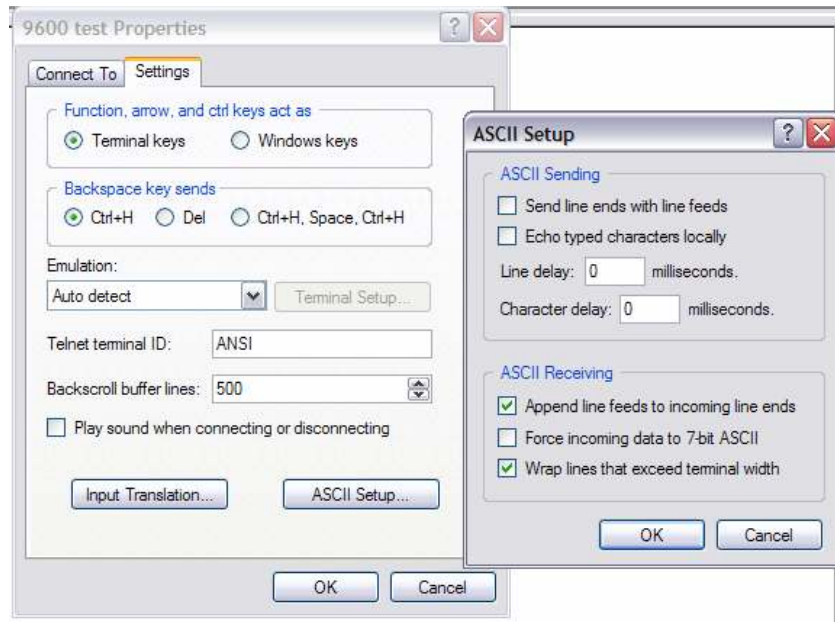 9600 test Properties
Connect To Settings
Function, arrow, and ctrl keys act as
Terminal keys Windows keys
Backspace key sends
Ctrl+H Del Ctrl+H, Space, Ctrl+H
Emulation:
Auto detect Terminal Setup...
Telnet terminal ID: ANSI
Backscroll buffer lines: 500
Play sound when connecting or disconnecting
Input Translation... ASCII Setup...
OK Cancel
ASCII Setup
ASCII Sending
Send line ends with line feeds
Echo typed characters locally
Line delay: 0 milliseconds.
Character delay: 0 milliseconds.
ASCII Receiving
Append line feeds to incoming line ends
Force incoming data to 7-bit ASCII
Wrap lines that exceed terminal width
OK Cancel